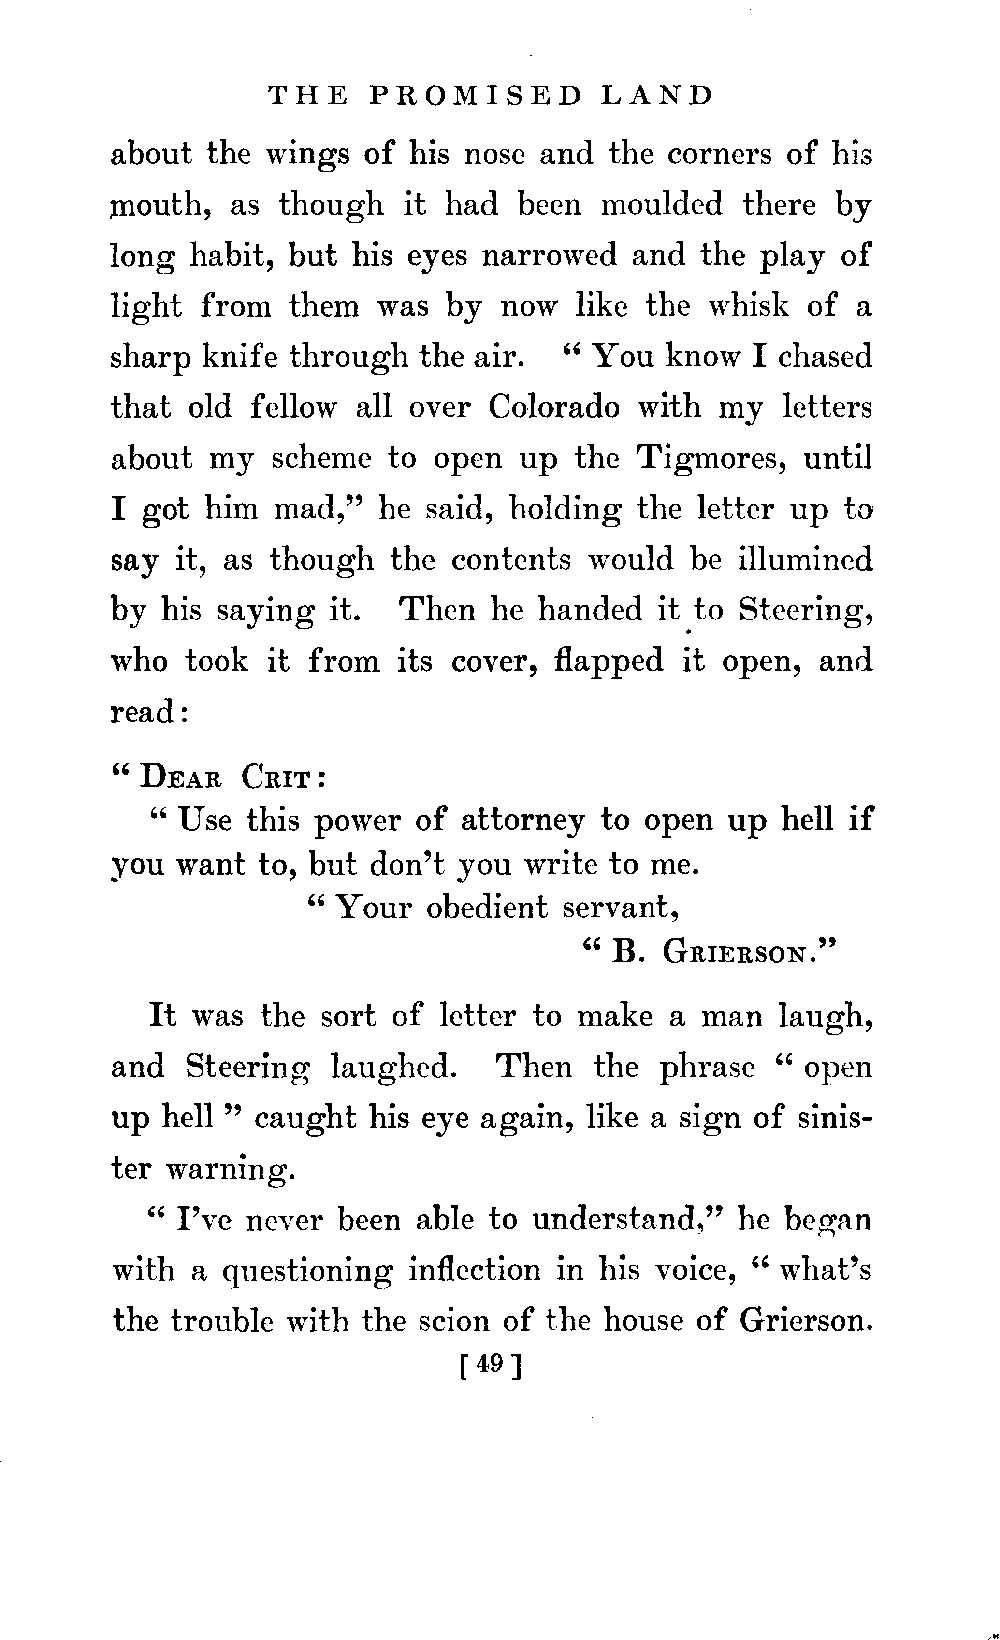 THE PROMISED LAND
about the wings of his nose and the corners of his
mouth, as though it had been moulded there by
long habit, but his eyes narrowed and the play of
light from them was by now like the whisk of a
sharp knife through the air. “ You know I chased
that old fellow all over Colorado with my letters
about my scheme to open up the Tigmores, until
I got him mad,” he said, holding the letter up to
say it, as though the contents would be illumined
by his saying it. Then he handed it to Steering,
who took it from its cover, flapped it open, and
read:
“ DEAR CRIT:
“ Use this power of attorney to open up hell if
you want to, but don’t you write to me.
“ Your obedient servant,
“ B. GRIERSON.”
It was the sort of letter to make a man laugh,
and Steering laughed. Then the phrase “ open
up hell ” caught his eye again, like a sign of sinis-
ter warning.
“ I’ve never been able to understand,” he began
with a questioning inflection in his voice, “ what’s
the trouble with the scion of the house of Grierson.
[ 49 ]